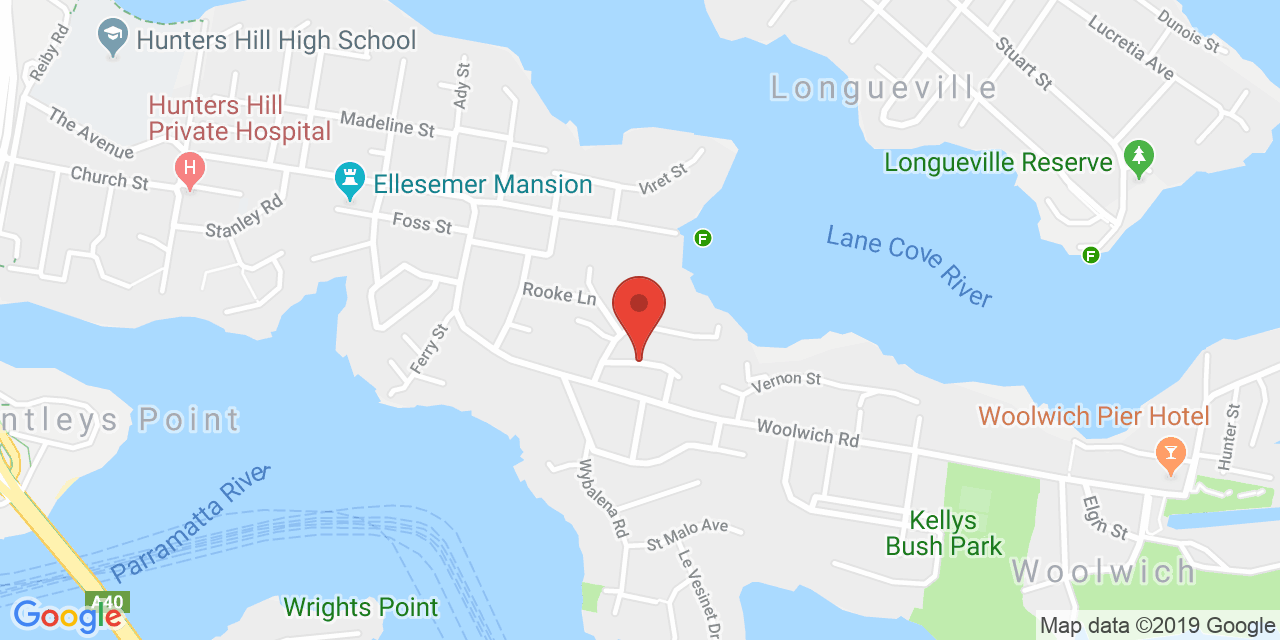 Reiby Rd
Hunters Hill High School
Ady St
Longueville
Dunois St
Lucretia Ave
Stuart St
The Avenue
Hunters Hill
Private Hospital
H
Madeline St
Church St
Ellesemer Mansion
Viret St
Longueville Reserve
Stanley Rd
Foss St
F
Lane Cove River
F
Rooke Ln
Ferry St
Vernon St
ntleys Point
Woolwich Pier Hotel
Hunter St
Woolwich Rd
Parramatta River
Wybalena Rd
St Malo Ave
Le Vesinet Dr
Elgin St
Kellys
Bush Park
Woolwich
A40
Wrights Point
Google
Map data ©2019 Google